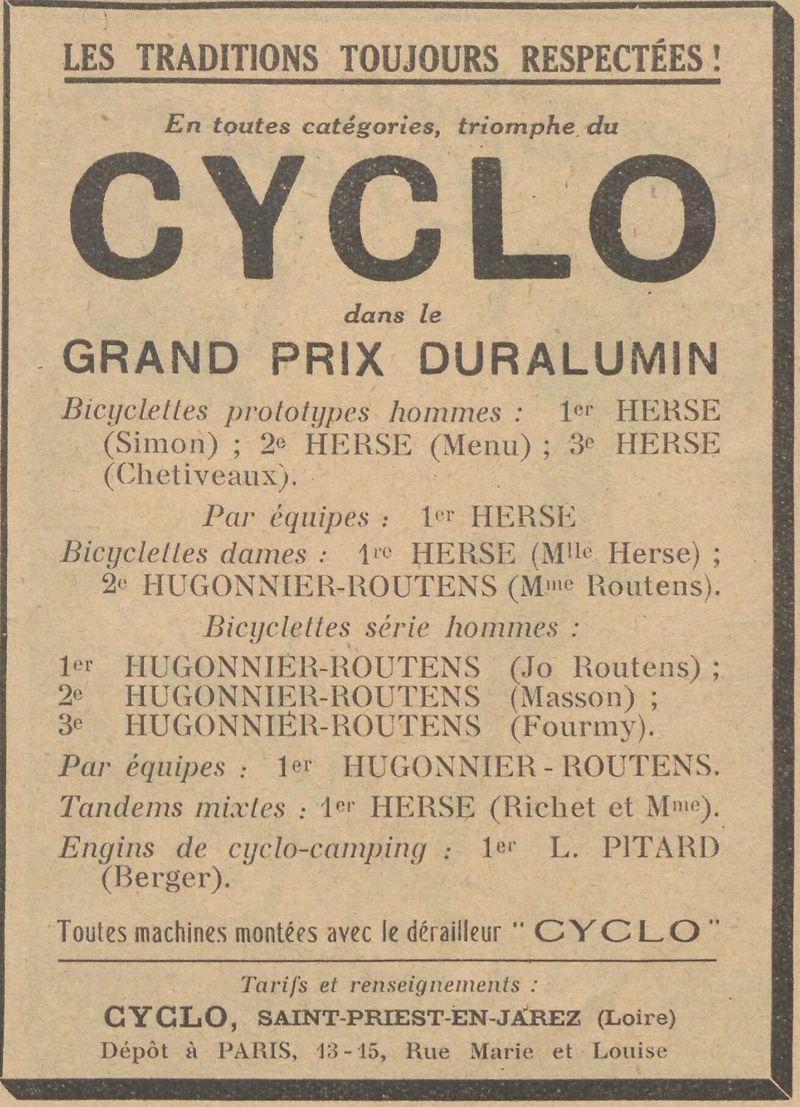 LES TRADITIONS TOUJOURS RESPECTÉES !
En toutes catégories, triomphe du
CYCLO
dans le
GRAND PRIX DURALUMIN
Bicyclettes prototypes hommes : 1er HERSE
(Simon) ; 2e HERSE (Menu) ; 3e HERSE
(Chetiveaux).
Par équipes : 1er HERSE
Bicyclettes dames : 1re HERSE (Mlle Herse) ;
2e HUGONNIER-ROUTENS (Mme Routens).
Bicyclettes série hommes :
1er HUGONNIER-ROUTENS (Jo Routens) ;
2e HUGONNIER-ROUTENS (Masson) ;
3e HUGONNIER-ROUTENS (Fourmy).
Par équipes : 1er HUGONNIER-ROUTENS.
Tandems mixtes : 1er HERSE (Richet et Mme).
Engins de cyclo-camping : 1er L. PITARD
(Berger).
Toutes machines montées avec le dérailleur "CYCLO"
Tarifs et renseignements :
CYCLO, SAINT-PRIEST-EN-JAREZ (Loire)
Dépôt à PARIS, 13-15, Rue Marie et Louise